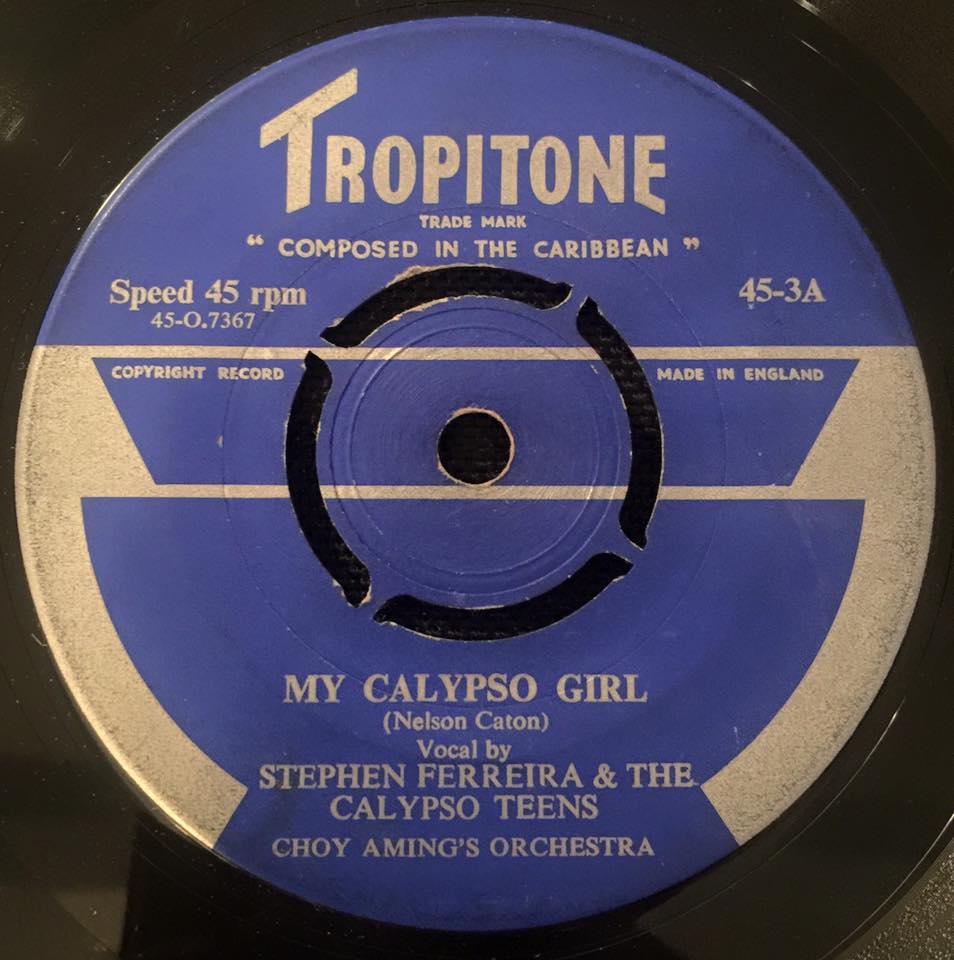 TROPITONE
TRADE MARK
“ COMPOSED IN THE CARIBBEAN ”
Speed 45 rpm
45-O.7367
45-3A
COPYRIGHT RECORD
MADE IN ENGLAND
MY CALYPSO GIRL
(Nelson Caton)
Vocal by
STEPHEN FERREIRA & THE
CALYPSO TEENS
CHOY AMING'S ORCHESTRA